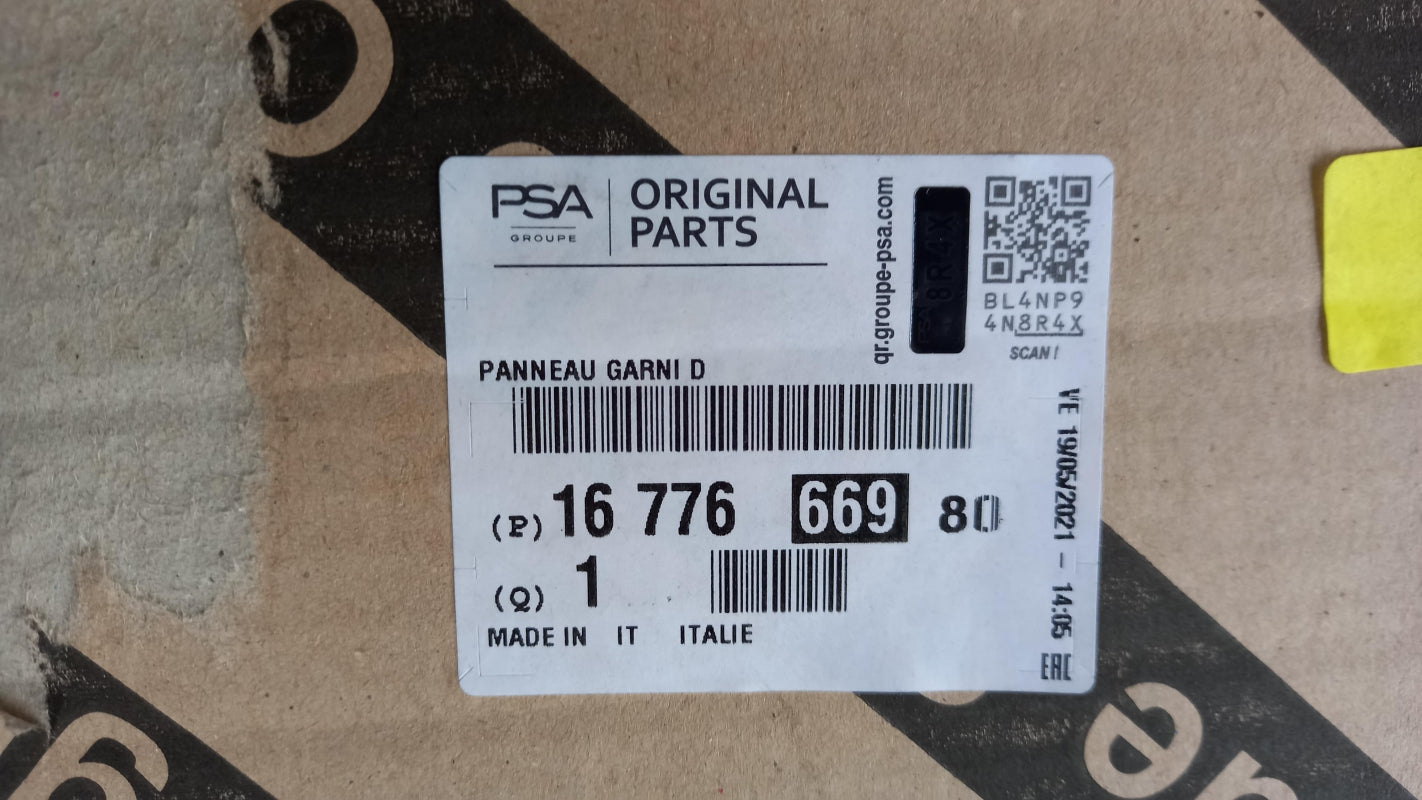 PSA
GROUPE
ORIGINAL
PARTS
qr.groupe-psa.com
8R4X
BL4NP9
4N8R4X
SCAN!
PANNEAU GARNI D
(P) 16 776 669 80
(Q) 1
MADE IN IT ITALIE
VE 19/05/2021 - 14:05
EAC